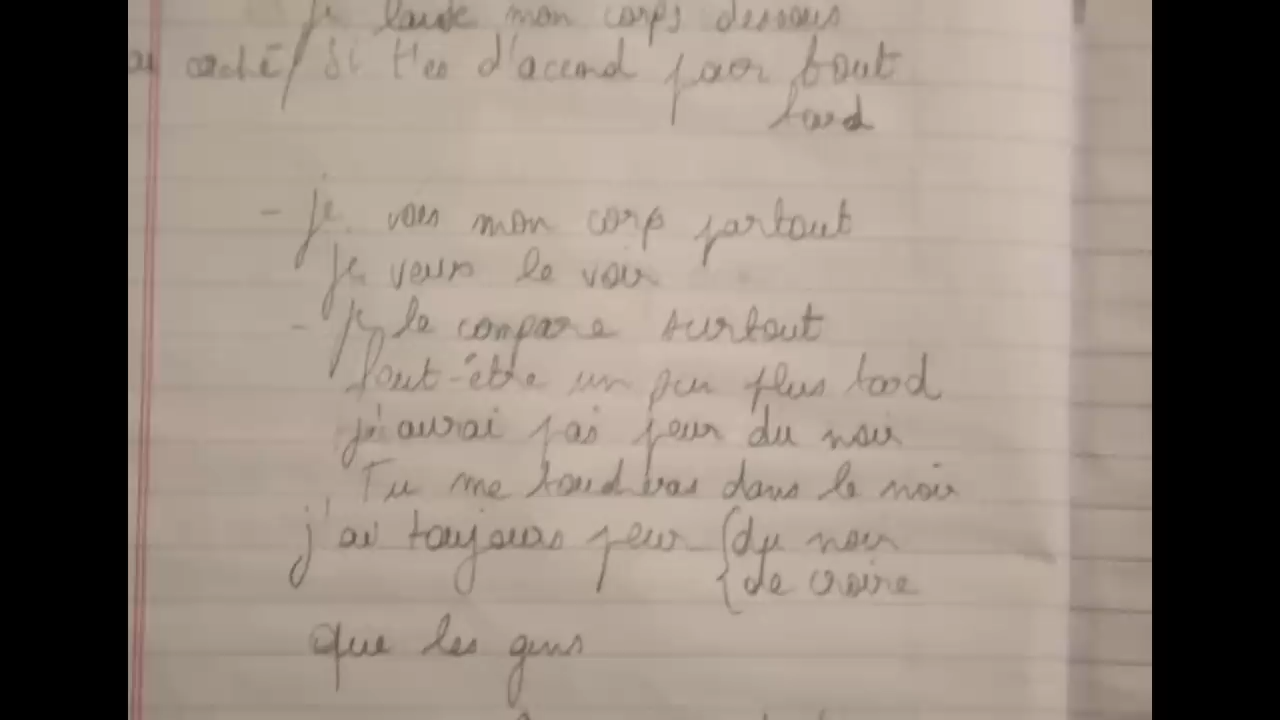 je laisse mon corps dessous
caché / Si t'es d'accord pour tout
tard
- je vois mon corp partout
je veux le voir
- je le compare surtout
Peut-être un peu plus tard
j'aurai pas peur du noir
Tu me toucheras dans le noir
j'ai toujours peur { du noir
{ de croire
que les gens